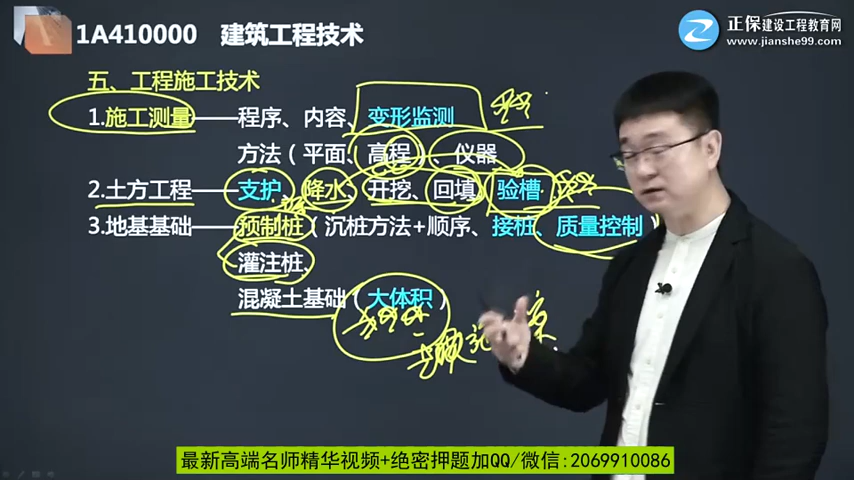 1A410000 建筑工程技术
正保建设工程教育网
www.jianshe99.com
五、工程施工技术
1.施工测量——程序、内容、变形监测
方法（平面、高程）、仪器
2.土方工程——支护、降水、开挖、回填、验槽
3.地基基础——预制桩（沉桩方法+顺序、接桩、质量控制）
灌注桩、
混凝土基础（大体积）
最新高端名师精华视频+绝密押题加QQ/微信:2069910086